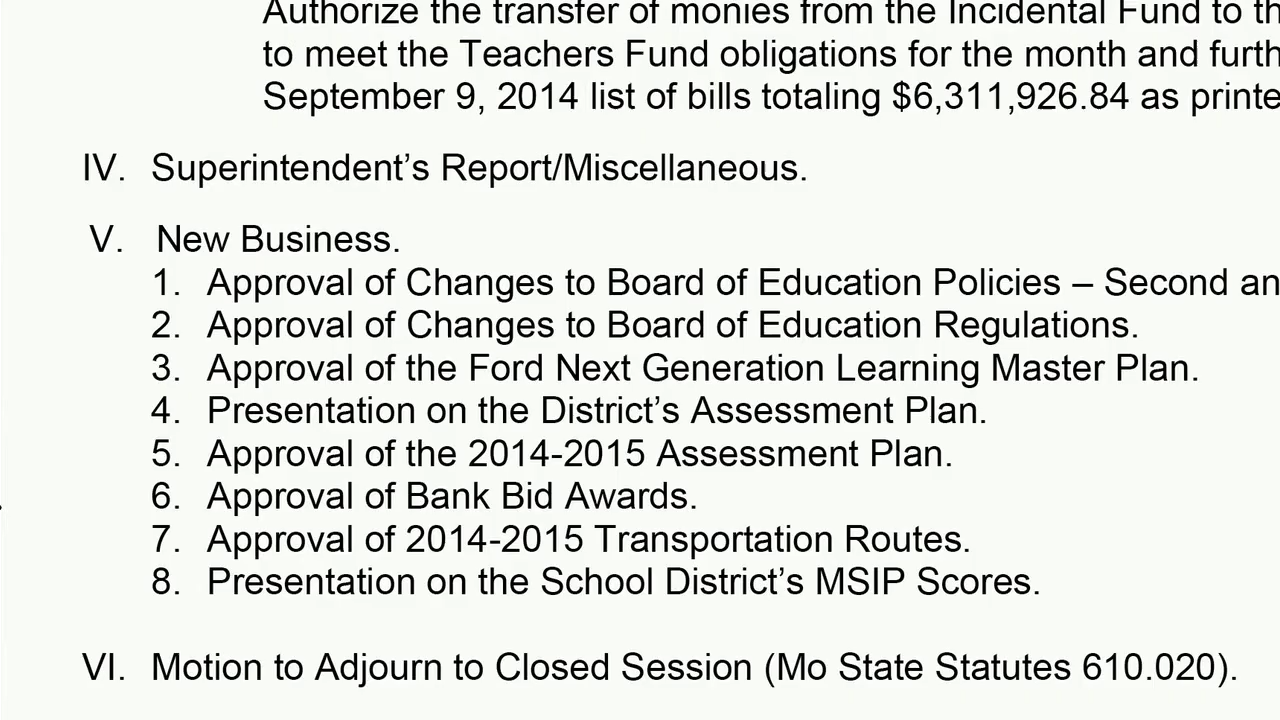 Authorize the transfer of monies from the Incidental Fund to
to meet the Teachers Fund obligations for the month and
September 9, 2014 list of bills totaling $6,311,926.84 as
IV. Superintendent’s Report/Miscellaneous.
V. New Business.
1. Approval of Changes to Board of Education Policies – Second
2. Approval of Changes to Board of Education Regulations.
3. Approval of the Ford Next Generation Learning Master Plan.
4. Presentation on the District’s Assessment Plan.
5. Approval of the 2014-2015 Assessment Plan.
6. Approval of Bank Bid Awards.
7. Approval of 2014-2015 Transportation Routes.
8. Presentation on the School District’s MSIP Scores.
VI. Motion to Adjourn to Closed Session (Mo State Statutes 610.020).